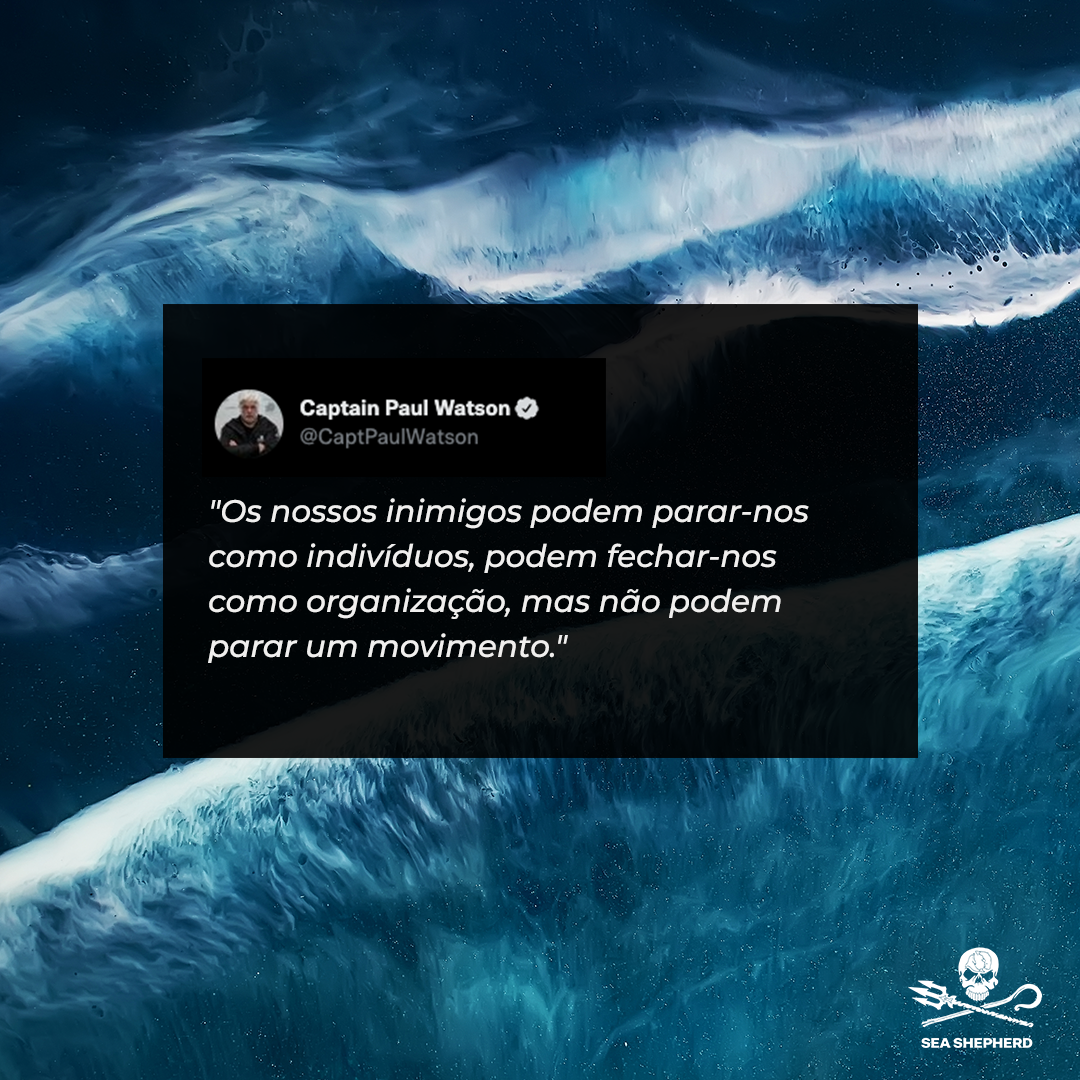 Captain Paul Watson
@CaptPaulWatson
"Os nossos inimigos podem parar-nos
como indivíduos, podem fechar-nos
como organização, mas não podem
parar um movimento."
SEA SHEPHERD